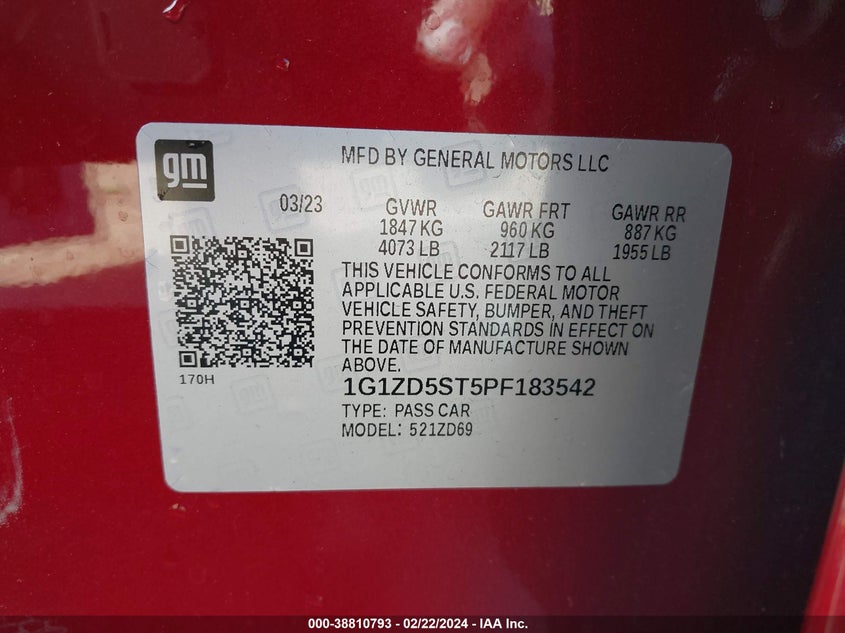 gm
MFD BY GENERAL MOTORS LLC
03/23 GVWR GAWR FRT GAWR RR
1847 KG 960 KG 887 KG
4073 LB 2117 LB 1955 LB
THIS VEHICLE CONFORMS TO ALL
APPLICABLE U.S. FEDERAL MOTOR
VEHICLE SAFETY, BUMPER, AND THEFT
PREVENTION STANDARDS IN EFFECT ON
THE DATE OF MANUFACTURE SHOWN
ABOVE.
170H
1G1ZD5ST5PF183542
TYPE: PASS CAR
MODEL: 521ZD69
000-38810793 - 02/22/2024 - IAA Inc.